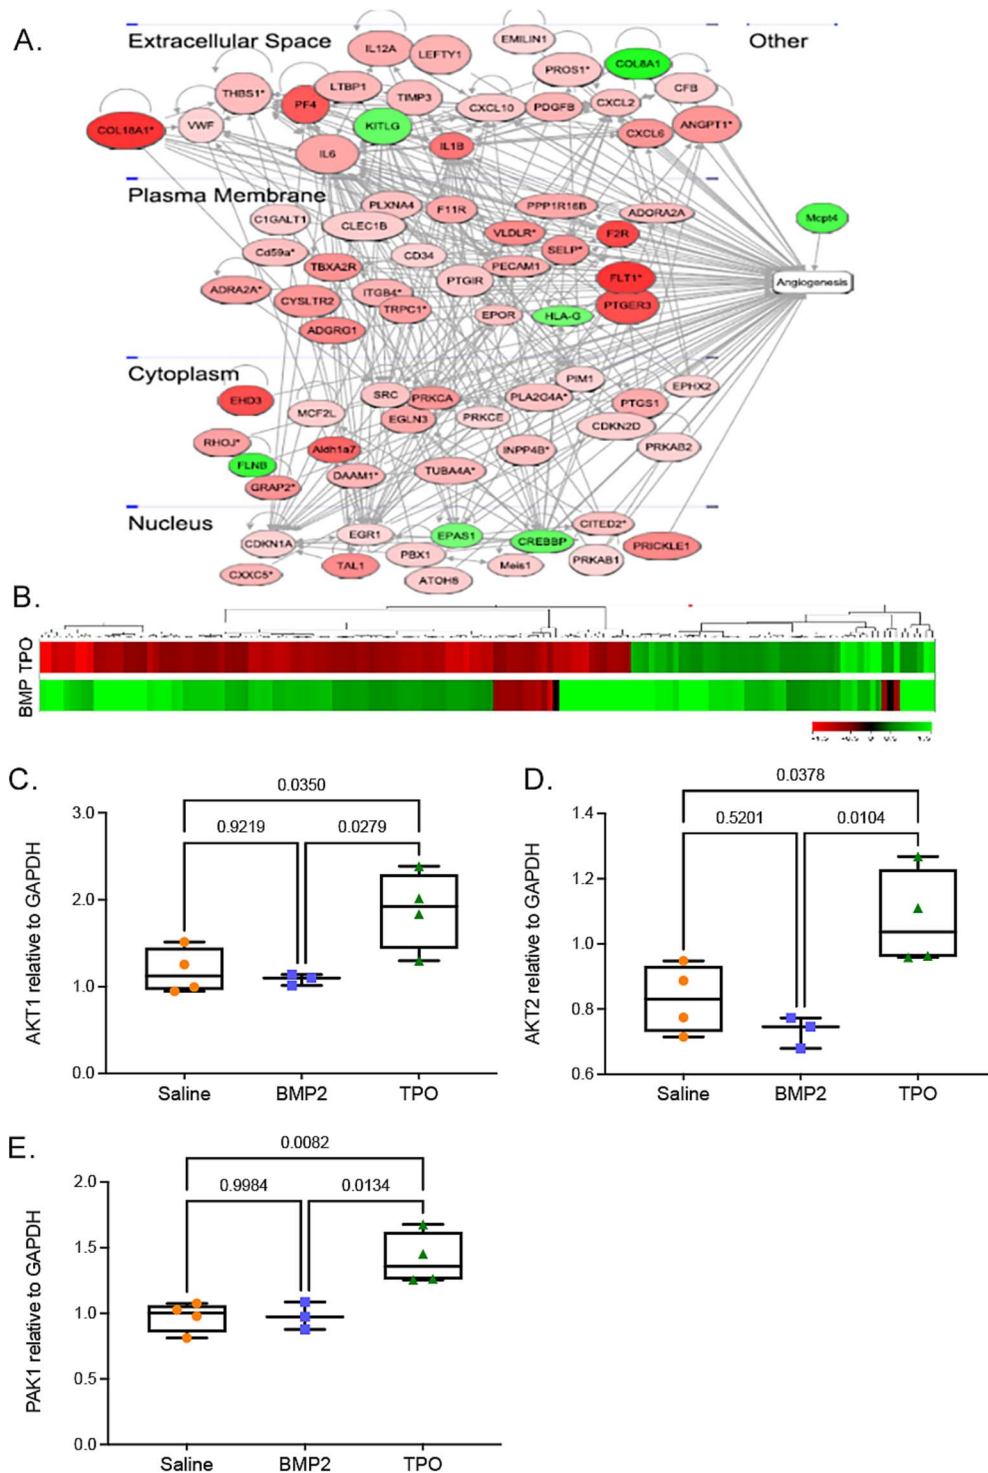 A.
Extracellular Space
Other
EMILIN1
IL12A
LEFTY1
COL8A1
PROS1*
THBS1*
LTBP1
TIMP3
CFB
PF4
CXCL10
PDGFB
CXCL2
COL18A1*
VWF
KITLG
CXCL6
ANGPT1*
IL6
IL1B
Plasma Membrane
PLXNA4
F11R
PPP1R16B
ADORA2A
Mcpt4
C1GALT1
CLEC1B
VLDLR*
F2R
Cd59a*
CD34
SELP*
TBXA2R
PECAM1
PTGIR
FLT1*
Angiogenesis
ADRA2A*
CYSLTR2
ITGB4*
TRPC1*
PTGER3
EPOR
HLA-G
ADGRG1
Cytoplasm
PIM1
EPHX2
EHD3
SRC
PRKCA
PLA2G4A*
PTGS1
MCF2L
EGLN3
PRKCE
CDKN2D
RHOJ*
Aldh1a7
INPP4B*
PRKAB2
FLNB
DAAM1*
TUBA4A*
GRAP2*
Nucleus
CITED2*
CDKN1A
EGR1
EPAS1
CREBBP
PRICKLE1
CXXC5*
TAL1
PBX1
Meis1
PRKAB1
ATOH8
B.
TPO
BMP
C.
0.0350
0.9219
0.0279
3.0
2.0
1.0
0.0
AKT1 relative to GAPDH
Saline
BMP2
TPO
D.
0.0378
0.5201
0.0104
1.4
1.2
1.0
0.8
0.6
AKT2 relative to GAPDH
Saline
BMP2
TPO
E.
0.0082
0.9984
0.0134
2.0
1.5
1.0
0.5
0.0
PAK1 relative to GAPDH
Saline
BMP2
TPO